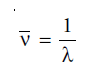 ν̅ = 1/λ